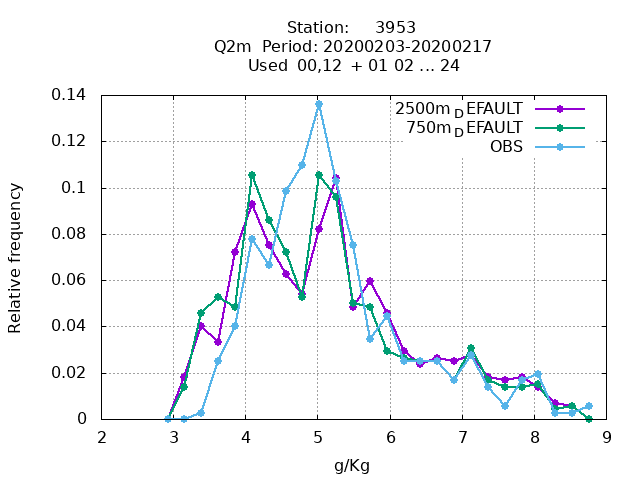 Station: 3953
Q2m Period: 20200203-20200217
Used 00,12 + 01 02 ... 24
0.14
0.12
0.1
0.08
0.06
0.04
0.02
0
2 3 4 5 6 7 8 9
Relative frequency
g/Kg
2500m_DEFAULT
750m_DEFAULT
OBS